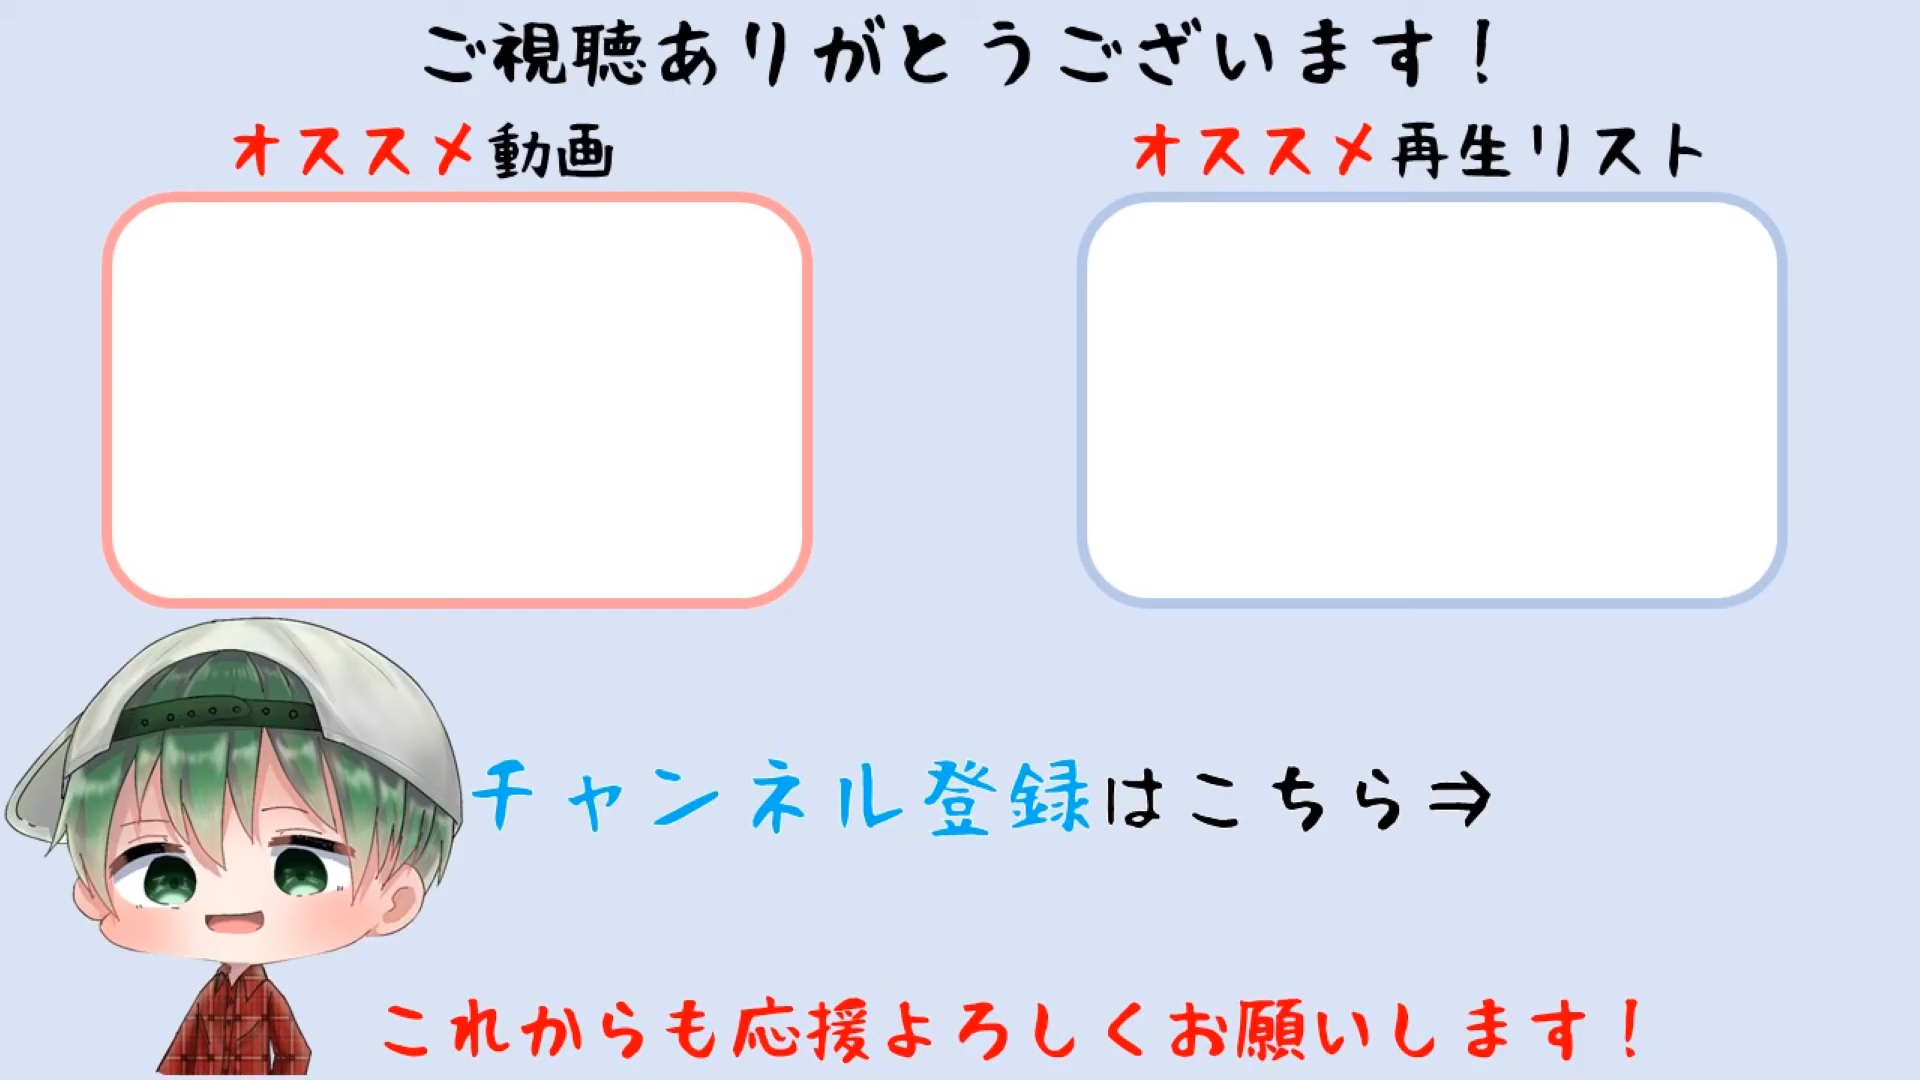 ご視聴ありがとうございます！
オススメ動画
オススメ再生リスト
チャンネル登録はこちら⇒
これからも応援よろしくお願いします！